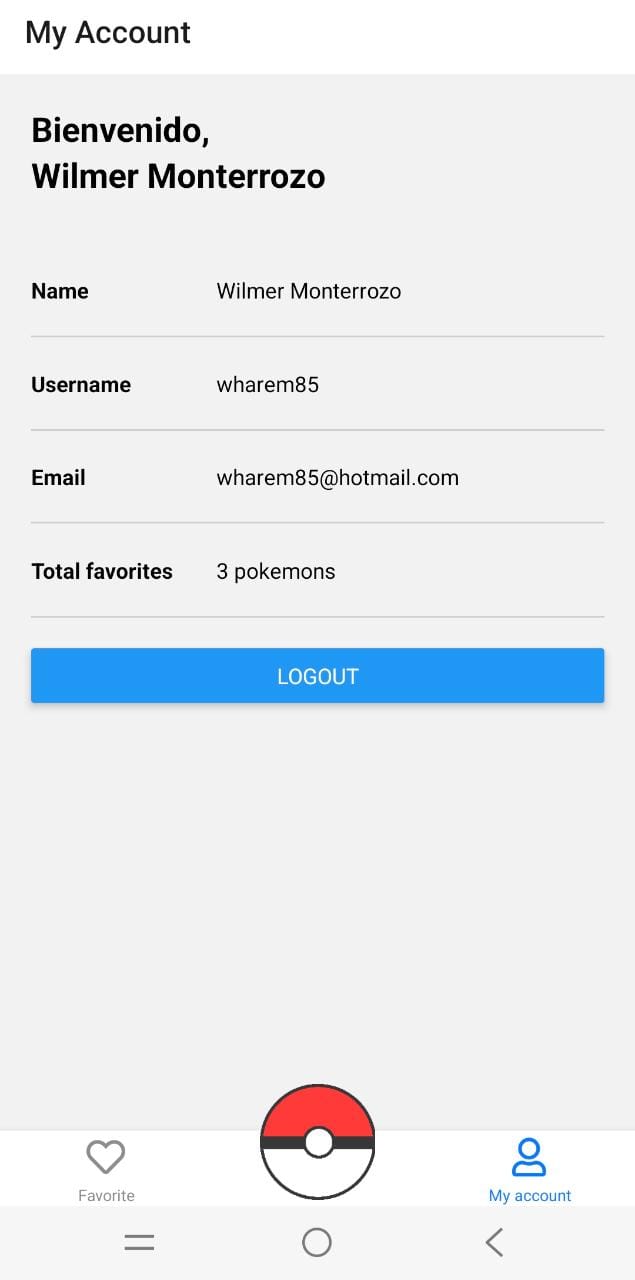 My Account
Bienvenido,
Wilmer Monterrozo
Name Wilmer Monterrozo
Username wharem85
Email wharem85@hotmail.com
Total favorites 3 pokemons
LOGOUT
Favorite My account